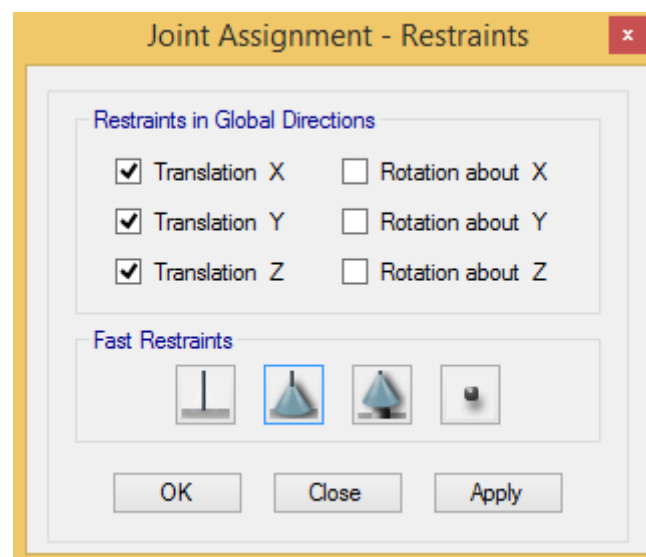 Joint Assignment - Restraints
x
Restraints in Global Directions
Translation X
Rotation about X
Translation Y
Rotation about Y
Translation Z
Rotation about Z
Fast Restraints
OK
Close
Apply